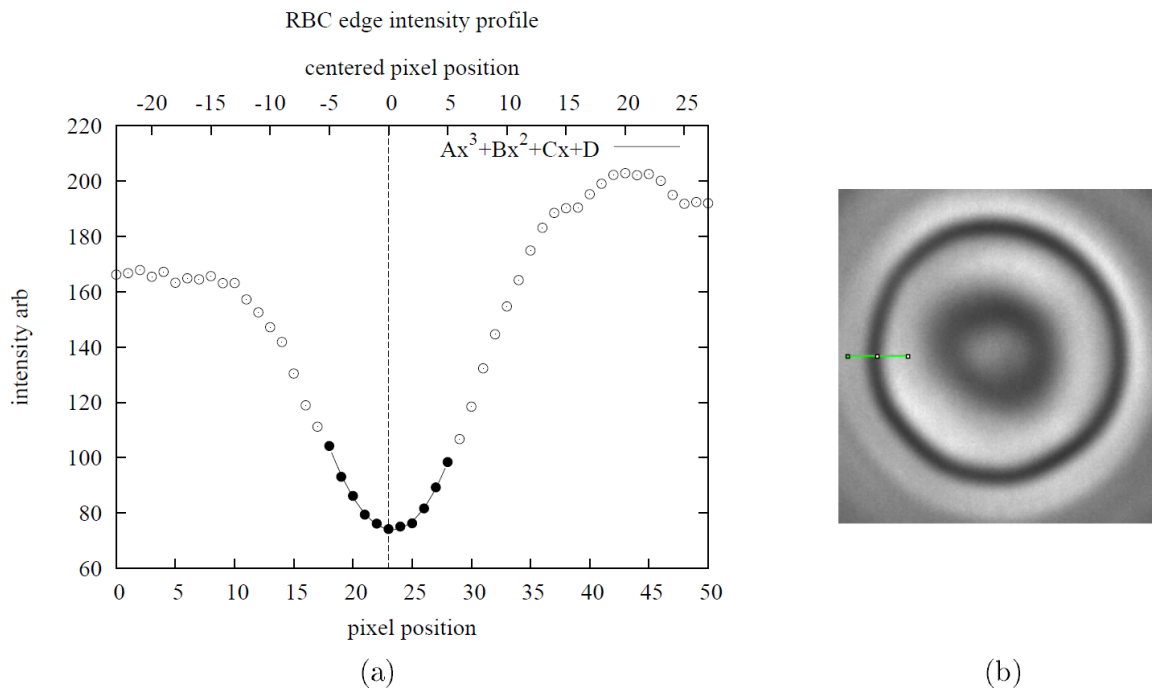 RBC edge intensity profile
centered pixel position
-20 -15 -10 -5 0 5 10 15 20 25
220
200
180
160
140
120
100
80
60
Ax³+Bx²+Cx+D
intensity arb
0 5 10 15 20 25 30 35 40 45 50
pixel position
(a)
(b)